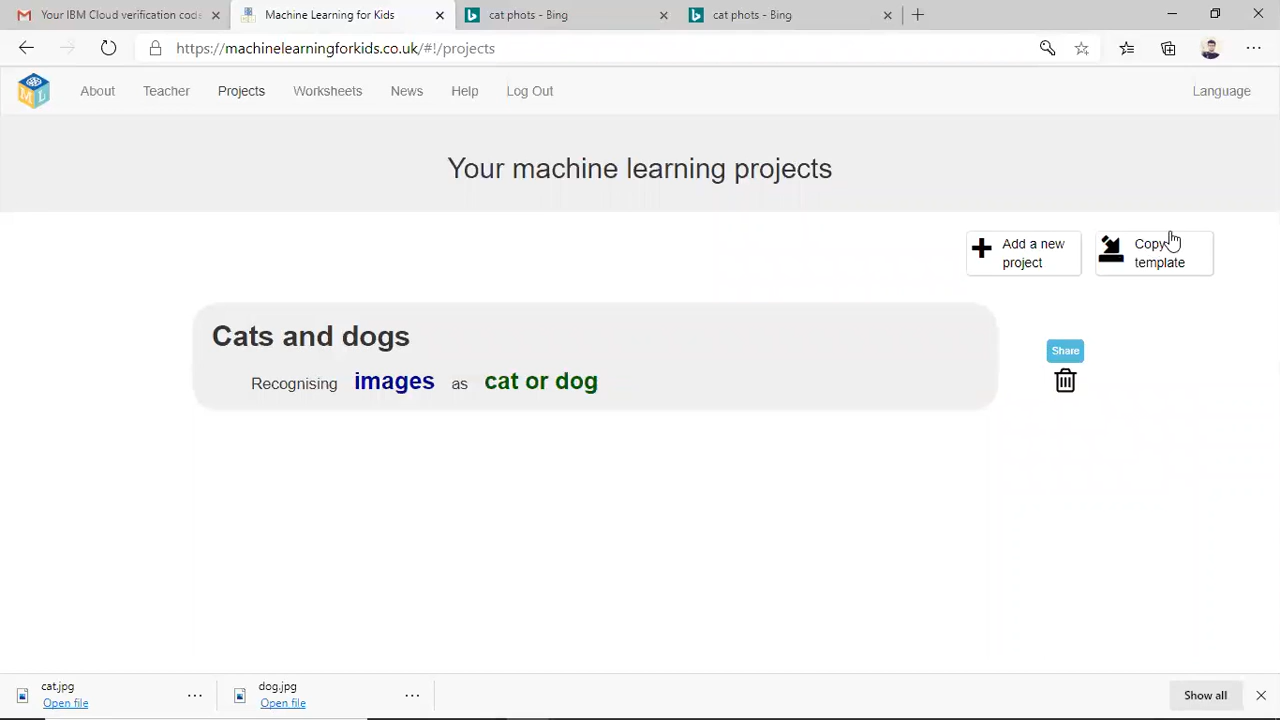 Your IBM Cloud verification code
Machine Learning for Kids
cat phots - Bing
cat phots - Bing
https://machinelearningforkids.co.uk/#!/projects
About
Teacher
Projects
Worksheets
News
Help
Log Out
Language
Your machine learning projects
Add a new
project
Copy
template
Cats and dogs
Recognising images as cat or dog
Share
cat.jpg
Open file
dog.jpg
Open file
Show all